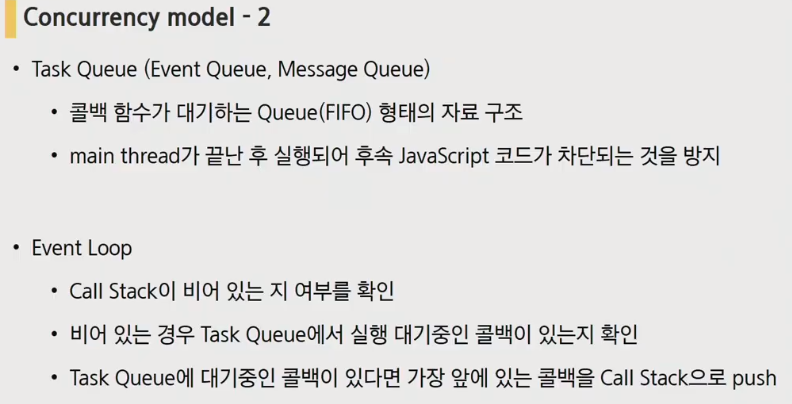 Concurrency model - 2
• Task Queue (Event Queue, Message Queue)
• 콜백 함수가 대기하는 Queue(FIFO) 형태의 자료 구조
• main thread가 끝난 후 실행되어 후속 JavaScript 코드가 차단되는 것을 방지
• Event Loop
• Call Stack이 비어 있는 지 여부를 확인
• 비어 있는 경우 Task Queue에서 실행 대기중인 콜백이 있는지 확인
• Task Queue에 대기중인 콜백이 있다면 가장 앞에 있는 콜백을 Call Stack으로 push